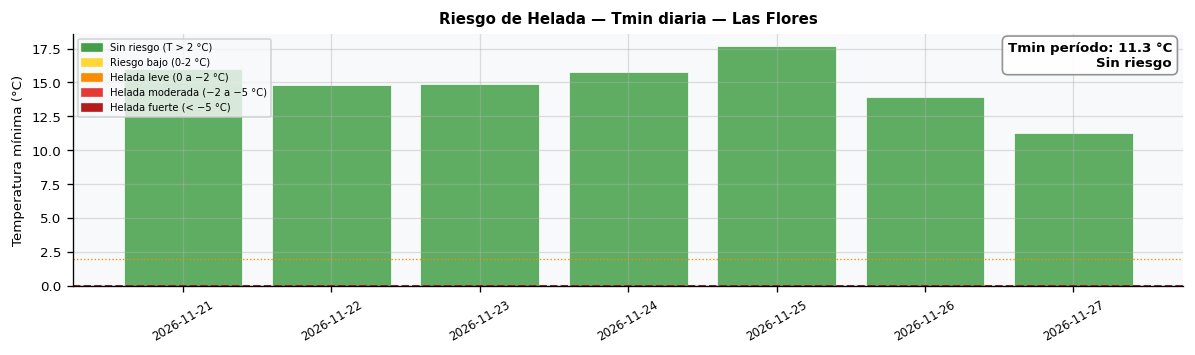 Riesgo de Helada — Tmin diaria — Las Flores
Temperatura mínima (°C)
17.5
15.0
12.5
10.0
7.5
5.0
2.5
0.0
Sin riesgo (T > 2 °C)
Riesgo bajo (0-2 °C)
Helada leve (0 a −2 °C)
Helada moderada (−2 a −5 °C)
Helada fuerte (< −5 °C)
Tmin período: 11.3 °C
Sin riesgo
2026-11-21
2026-11-22
2026-11-23
2026-11-24
2026-11-25
2026-11-26
2026-11-27